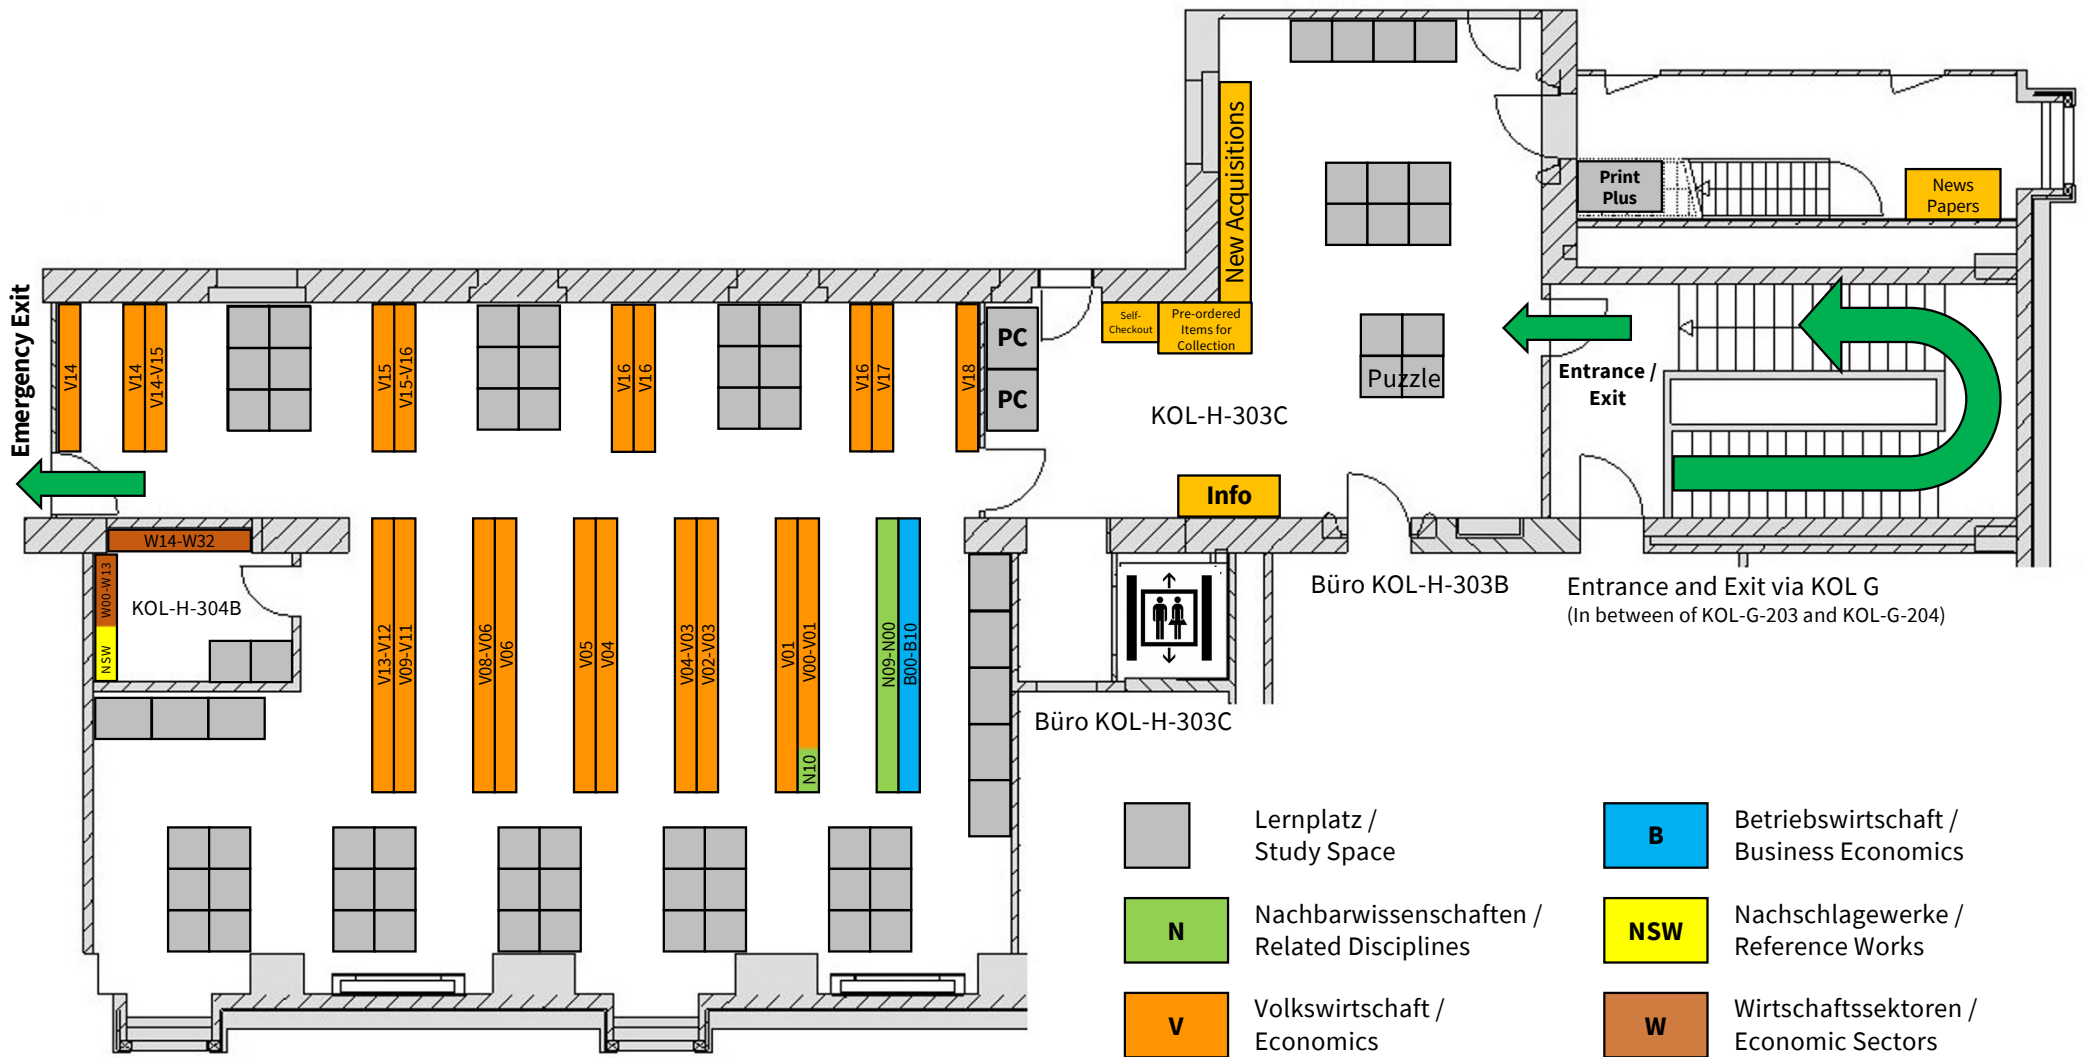 New Acquisitions
Print
Plus
News
Papers
Emergency Exit
V14
V14
V14-V15
V15
V15-V16
V16
V16
V16
V17
V18
PC
PC
Self-
Checkout
Pre-ordered
Items for
Collection
Puzzle
Entrance /
Exit
KOL-H-303C
Info
W14-W32
W00-W13
NSW
KOL-H-304B
V13-V12
V09-V11
V08-V06
V06
V05
V04
V04-V03
V02-V03
V01
V00-V01
N10
N09-N00
B00-B10
Büro KOL-H-303B
Entrance and Exit via KOL G
(In between of KOL-G-203 and KOL-G-204)
Büro KOL-H-303C
Lernplatz /
Study Space
B
Betriebswirtschaft /
Business Economics
N
Nachbarwissenschaften /
Related Disciplines
NSW
Nachschlagewerke /
Reference Works
V
Volkswirtschaft /
Economics
W
Wirtschaftssektoren /
Economic Sectors